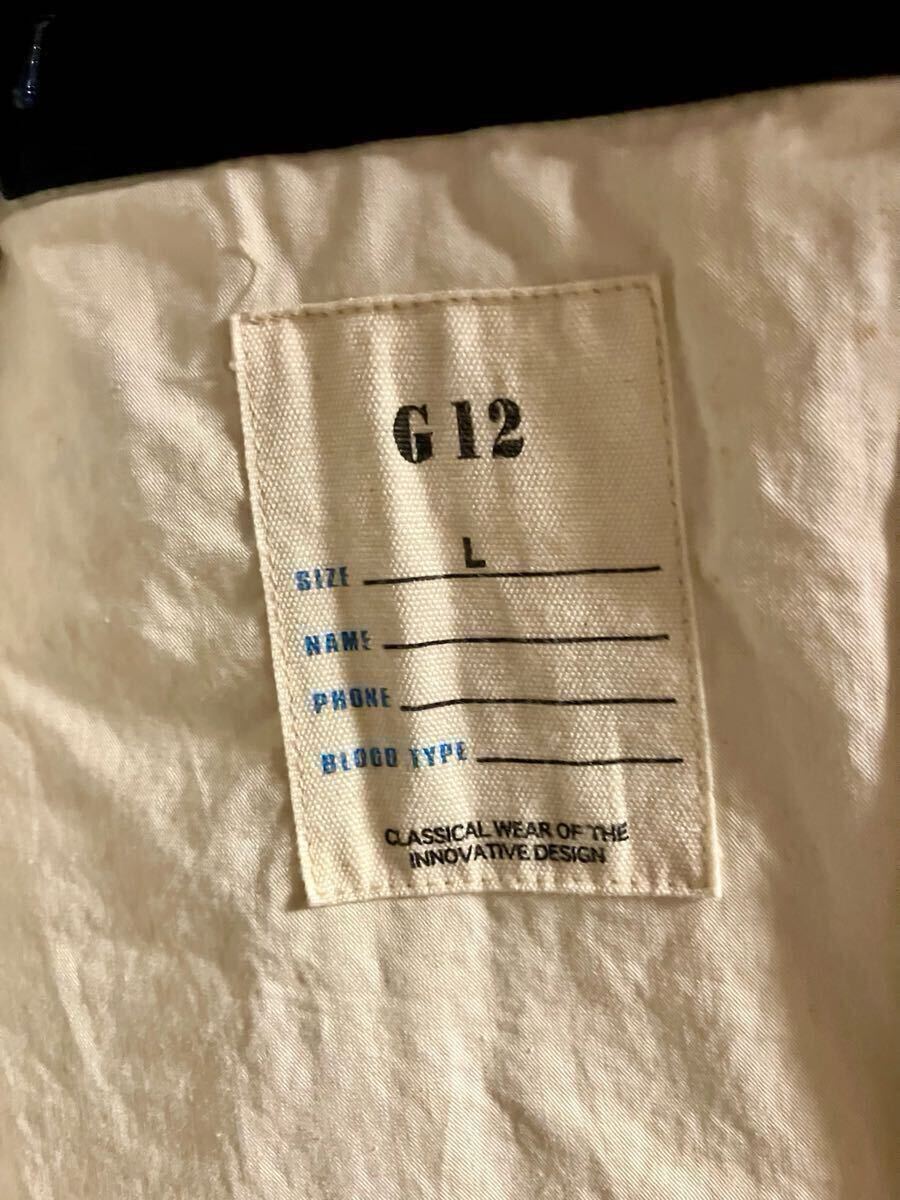 G12
SIZE L
NAME
PHONE
BLOOD TYPE
CLASSICAL WEAR OF THE
INNOVATIVE DESIGN